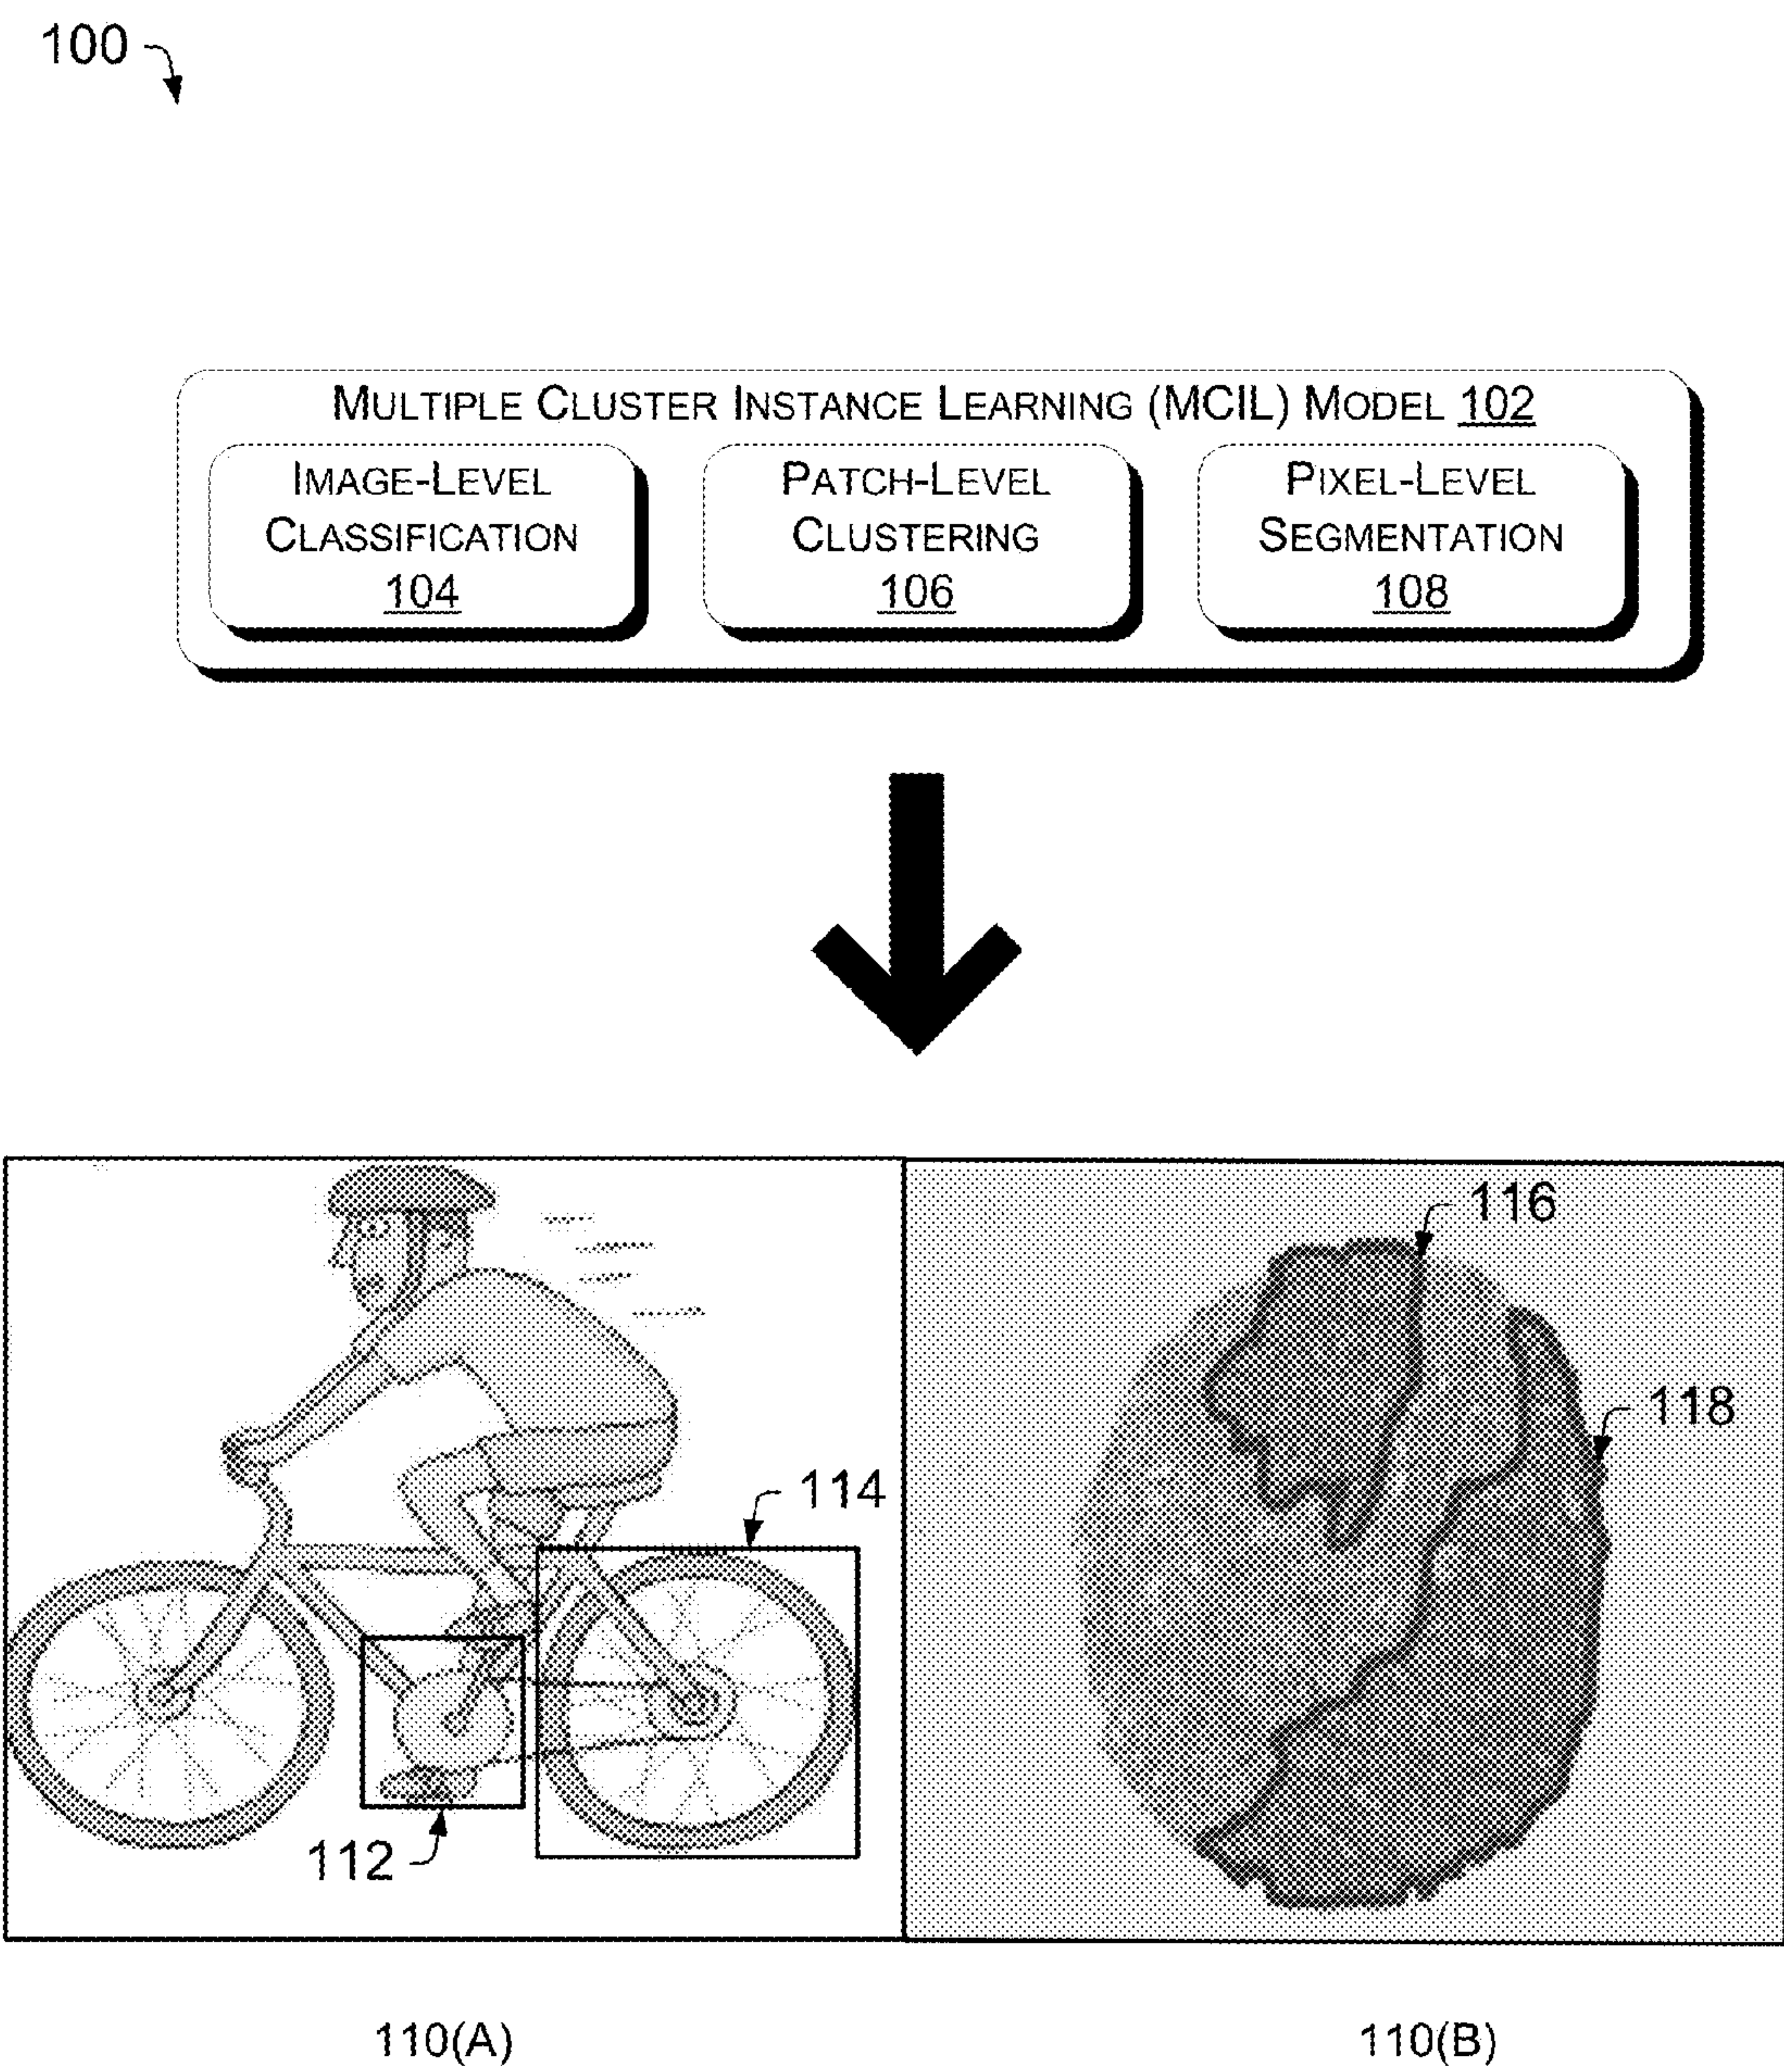 100
MULTIPLE CLUSTER INSTANCE LEARNING (MCIL) MODEL 102
IMAGE-LEVEL
CLASSIFICATION
104
PATCH-LEVEL
CLUSTERING
106
PIXEL-LEVEL
SEGMENTATION
108
116
118
114
112
110(A)
110(B)